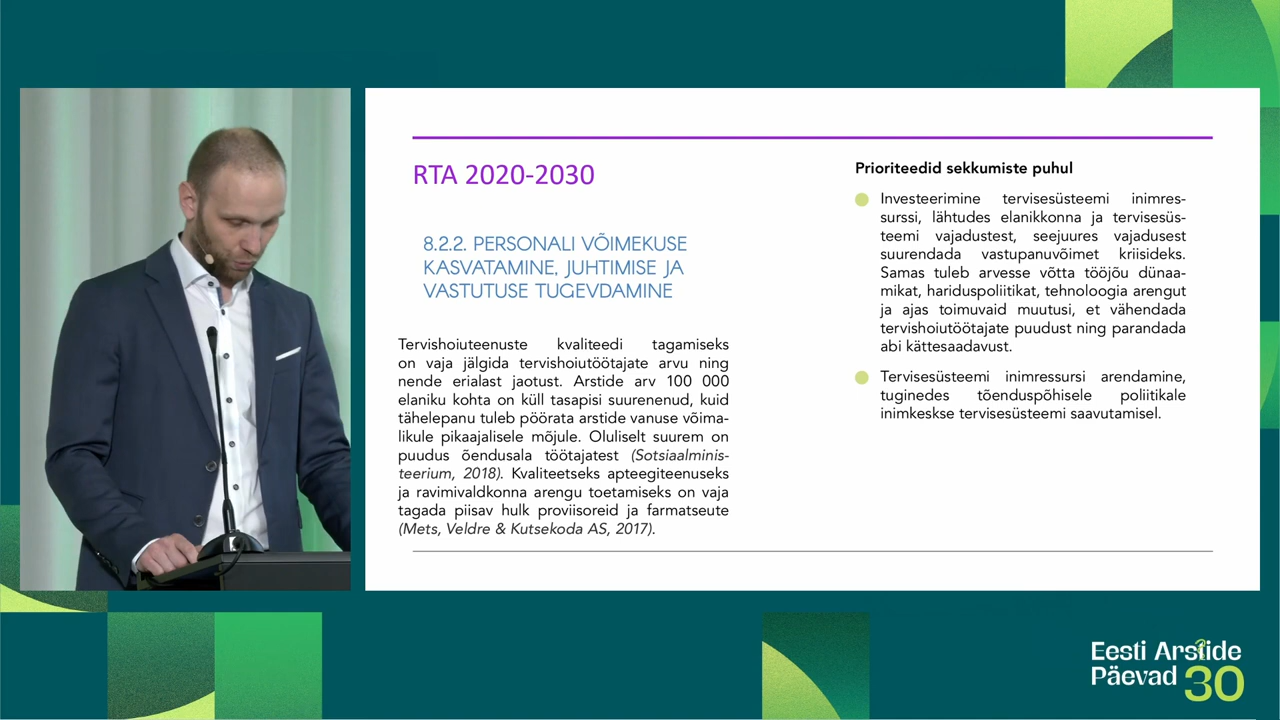 RTA 2020-2030
8.2.2. PERSONALI VÕIMEKUSE
KASVATAMINE, JUHTIMISE JA
VASTUTUSE TUGEVDAMINE
Tervishoiuteenuste kvaliteedi tagamiseks
on vaja jälgida tervishoiutöötajate arvu ning
nende erialast jaotust. Arstide arv 100 000
elaniku kohta on küll tasapisi suurenenud, kuid
tähelepanu tuleb pöörata arstide vanuse võima-
likule pikaajalisele mõjule. Oluliselt suurem on
puudus õendusala töötajatest (Sotsiaalminis-
teerium, 2018). Kvaliteetseks apteegiteenuseks
ja ravimivaldkonna arengu toetamiseks on vaja
tagada piisav hulk proviisoreid ja farmatseute
(Mets, Veldre & Kutsekoda AS, 2017).
Prioriteedid sekkumiste puhul
Investeerimine tervisesüsteemi inimres-
surssi, lähtudes elanikkonna ja tervisesüs-
teemi vajadustest, seejuures vajadusest
suurendada vastupanuvõimet kriisideks.
Samas tuleb arvesse võtta tööjõu dünaa-
mikat, hariduspoliitikat, tehnoloogia arengut
ja ajas toimuvaid muutusi, et vähendada
tervishoiutöötajate puudust ning parandada
abi kättesaadavust.
Tervisesüsteemi inimressursi arendamine,
tuginedes tõenduspõhisele poliitikale
inimkeskse tervisesüsteemi saavutamisel.
Eesti Arstide
Päevad 30